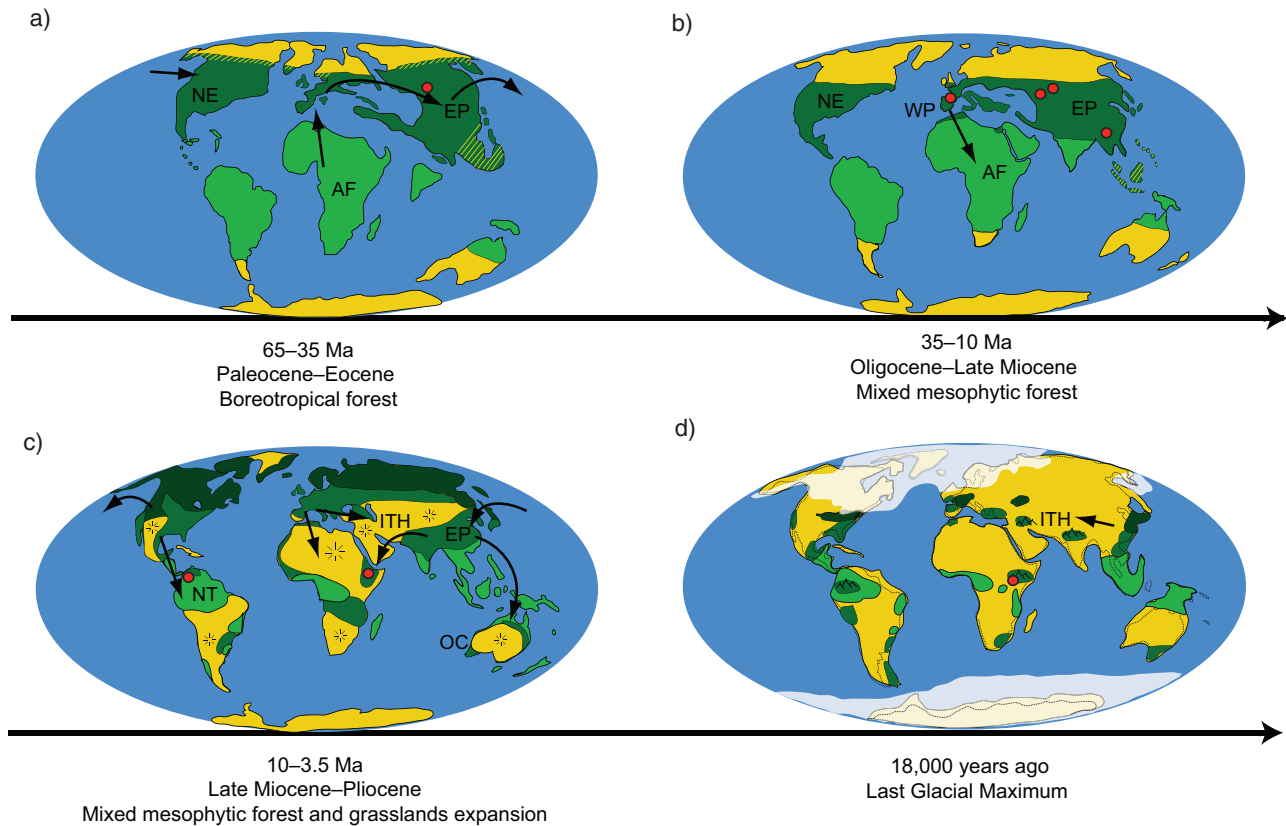 a)
NE
EP
AF
65–35 Ma
Paleocene–Eocene
Boreotropical forest
b)
NE
WP
EP
AF
35–10 Ma
Oligocene–Late Miocene
Mixed mesophytic forest
c)
ITH
EP
NT
OC
10–3.5 Ma
Late Miocene–Pliocene
Mixed mesophytic forest and grasslands expansion
d)
ITH
18,000 years ago
Last Glacial Maximum